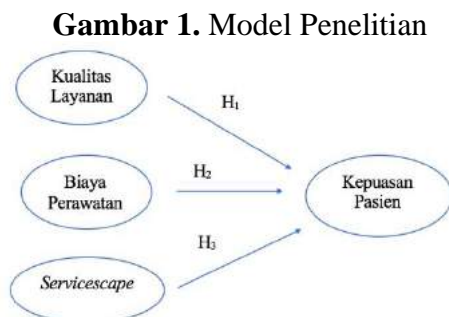 Gambar 1. Model Penelitian
Kualitas
Layanan
H₁
Biaya
Perawatan
H₂
Kepuasan
Pasien
H₃
Servicescape